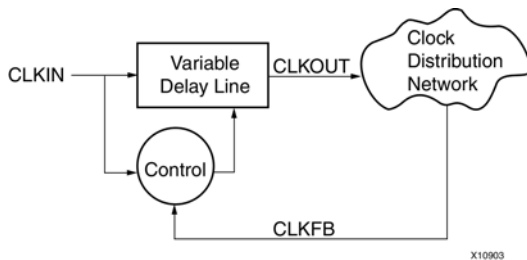 CLKIN
Variable
Delay Line
CLKOUT
Clock
Distribution
Network
Control
CLKFB
X10903